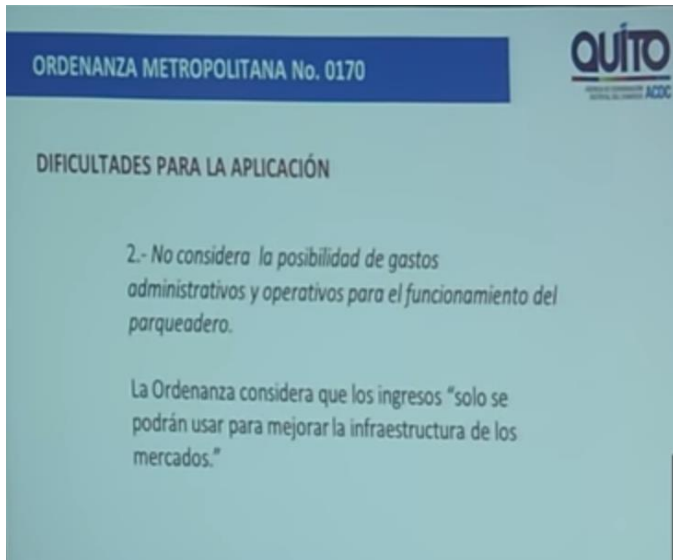 ORDENANZA METROPOLITANA No. 0170
QUÍTO
ACDC
DIFICULTADES PARA LA APLICACIÓN
2.- No considera la posibilidad de gastos
administrativos y operativos para el funcionamiento del
parqueadero.
La Ordenanza considera que los ingresos "solo se
podrán usar para mejorar la infraestructura de los
mercados."